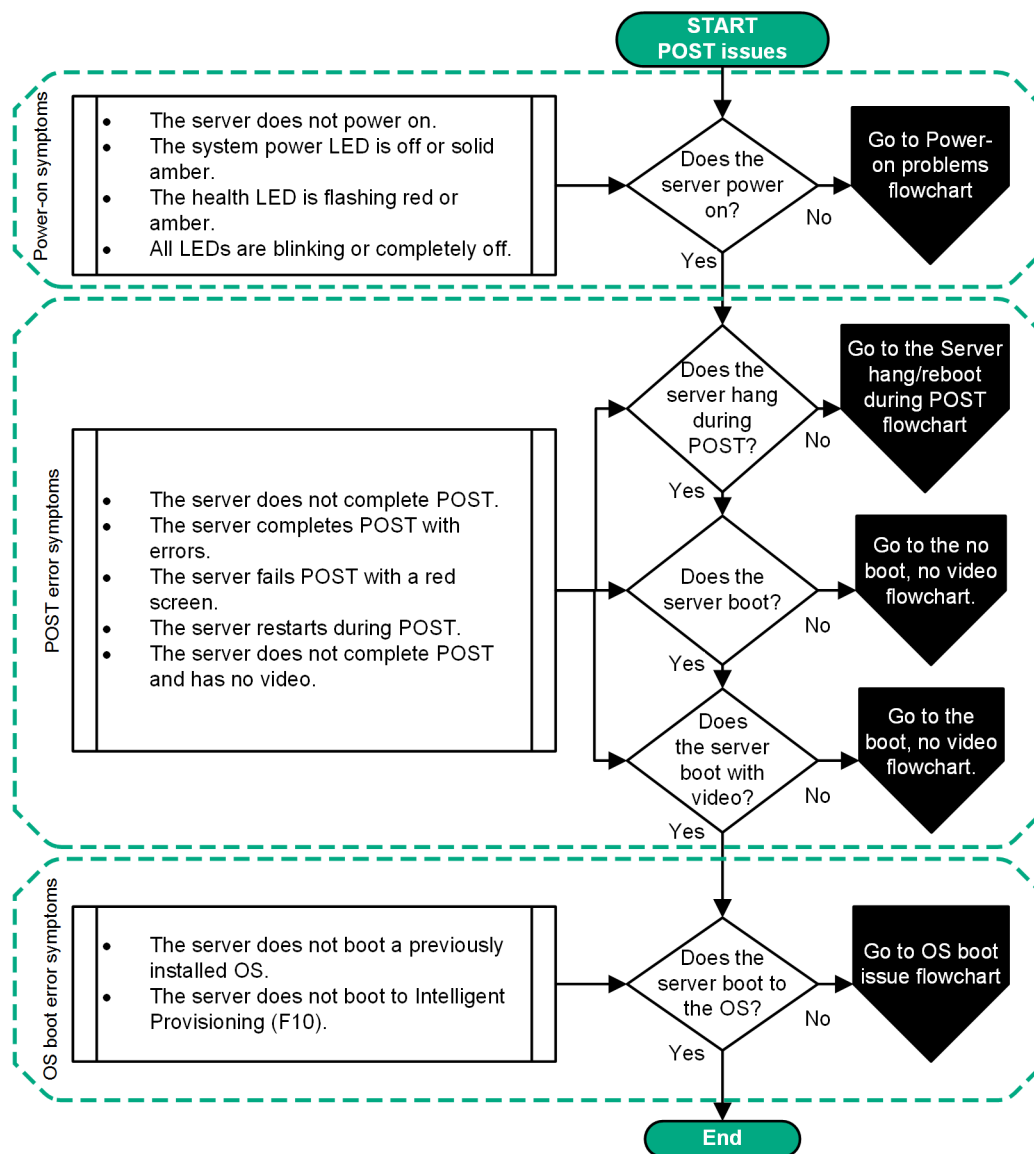 START
POST issues
Power-on symptoms
• The server does not power on.
• The system power LED is off or solid
amber.
• The health LED is flashing red or
amber.
• All LEDs are blinking or completely off.
Does the
server power
on?
No
Go to Power-
on problems
flowchart
Yes
POST error symptoms
• The server does not complete POST.
• The server completes POST with
errors.
• The server fails POST with a red
screen.
• The server restarts during POST.
• The server does not complete POST
and has no video.
Does the
server hang
during
POST?
No
Go to the Server
hang/reboot
during POST
flowchart
Yes
Does the
server boot?
No
Go to the no
boot, no video
flowchart.
Yes
Does
the server
boot with
video?
No
Go to the
boot, no video
flowchart.
Yes
OS boot error symptoms
• The server does not boot a previously
installed OS.
• The server does not boot to Intelligent
Provisioning (F10).
Does the
server boot to
the OS?
No
Go to OS boot
issue flowchart
Yes
End